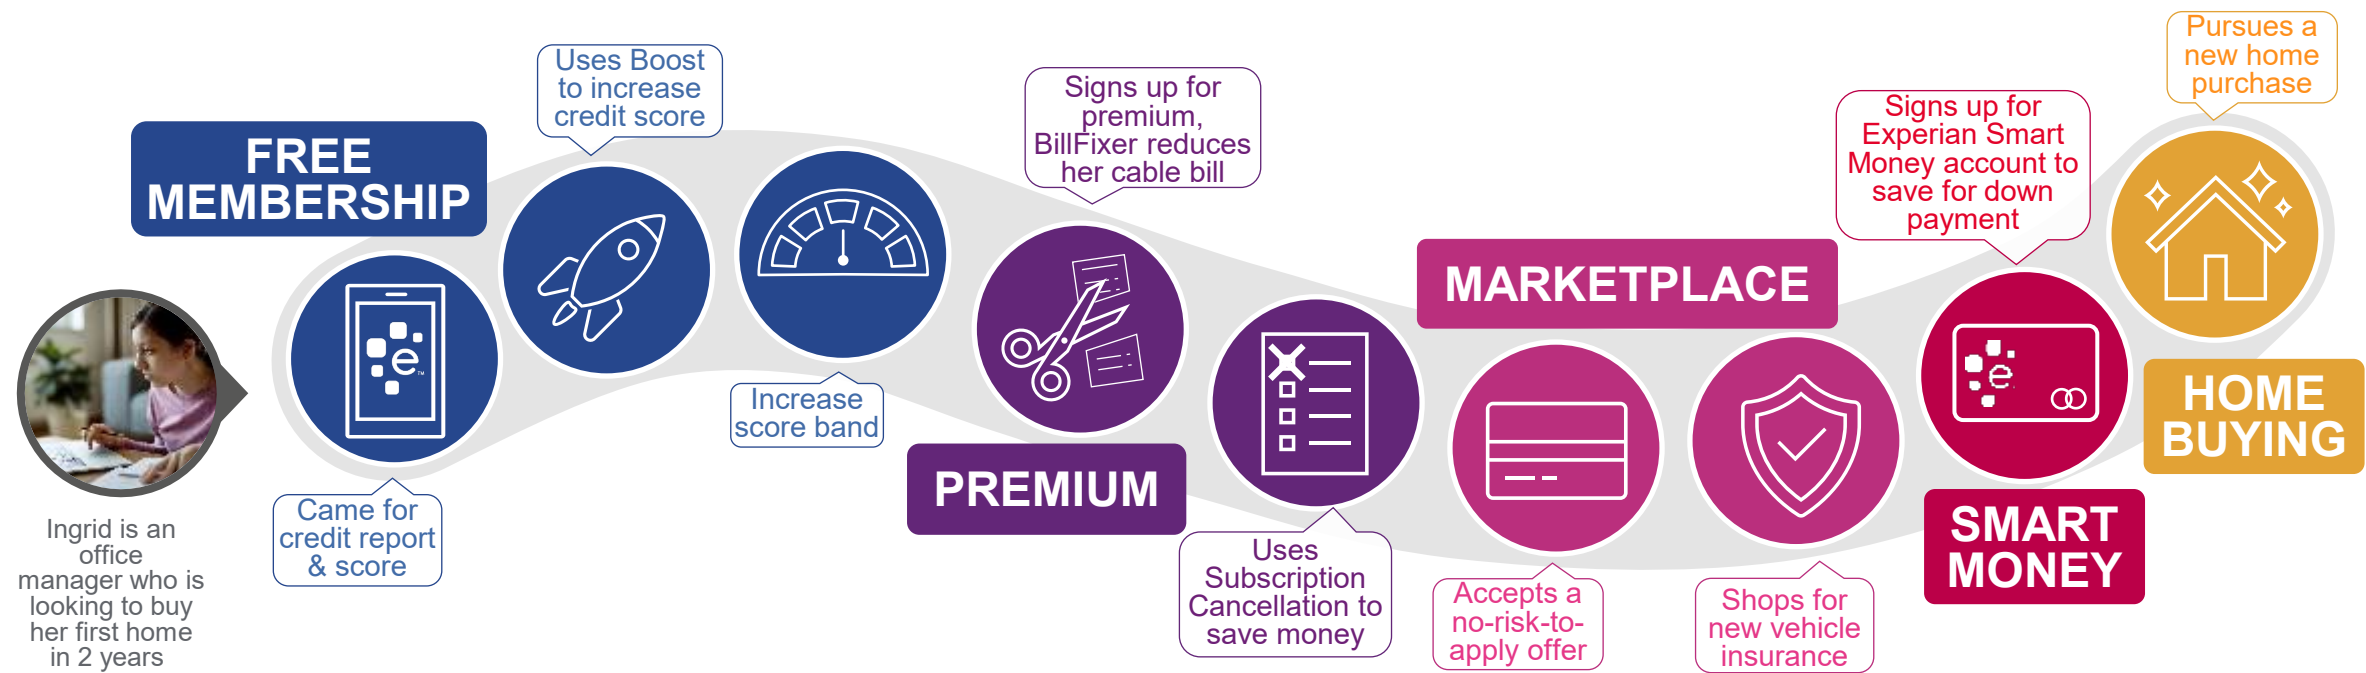 Ingrid is an
office
manager who is
looking to buy
her first home
in 2 years
FREE
MEMBERSHIP
e™
Came for
credit report
& score
Uses Boost
to increase
credit score
Increase
score band
PREMIUM
Signs up for
premium,
BillFixer reduces
her cable bill
Uses
Subscription
Cancellation to
save money
MARKETPLACE
Accepts a
no-risk-to-
apply offer
Shops for
new vehicle
insurance
SMART
MONEY
Signs up for
Experian Smart
Money account to
save for down
payment
e
HOME
BUYING
Pursues a
new home
purchase